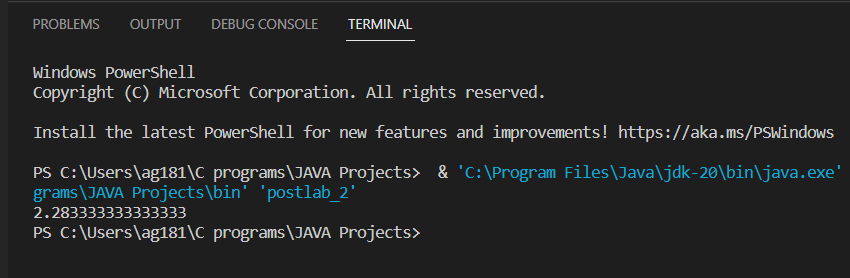 PROBLEMS OUTPUT DEBUG CONSOLE TERMINAL
Windows PowerShell
Copyright (C) Microsoft Corporation. All rights reserved.
Install the latest PowerShell for new features and improvements! https://aka.ms/PSWindows
PS C:\Users\ag181\C programs\JAVA Projects>  & 'C:\Program Files\Java\jdk-20\bin\java.exe'
grams\JAVA Projects\bin' 'postlab_2'
2.283333333333333
PS C:\Users\ag181\C programs\JAVA Projects>